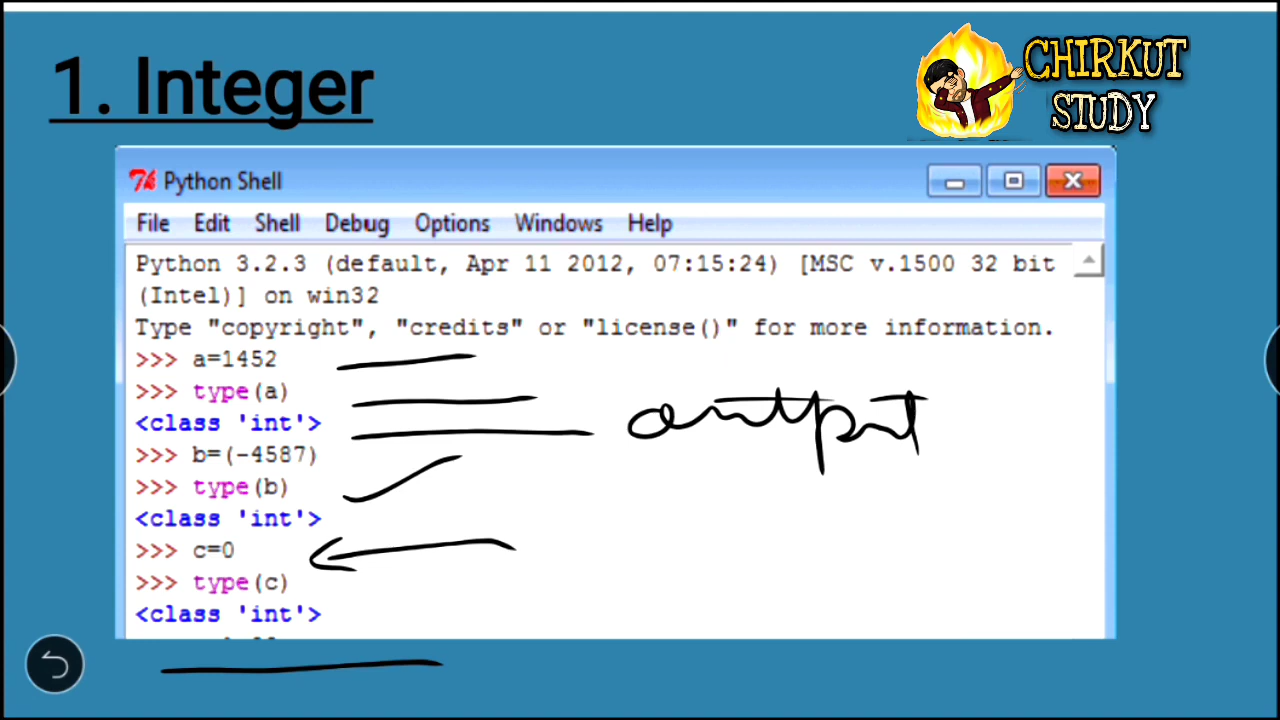 1. Integer
CHIRKUT
STUDY
Python Shell
File Edit Shell Debug Options Windows Help
Python 3.2.3 (default, Apr 11 2012, 07:15:24) [MSC v.1500 32 bit
(Intel)] on win32
Type "copyright", "credits" or "license()" for more information.
>>> a=1452
>>> type(a)
<class 'int'>
output
>>> b=(-4587)
>>> type(b)
<class 'int'>
>>> c=0
>>> type(c)
<class 'int'>